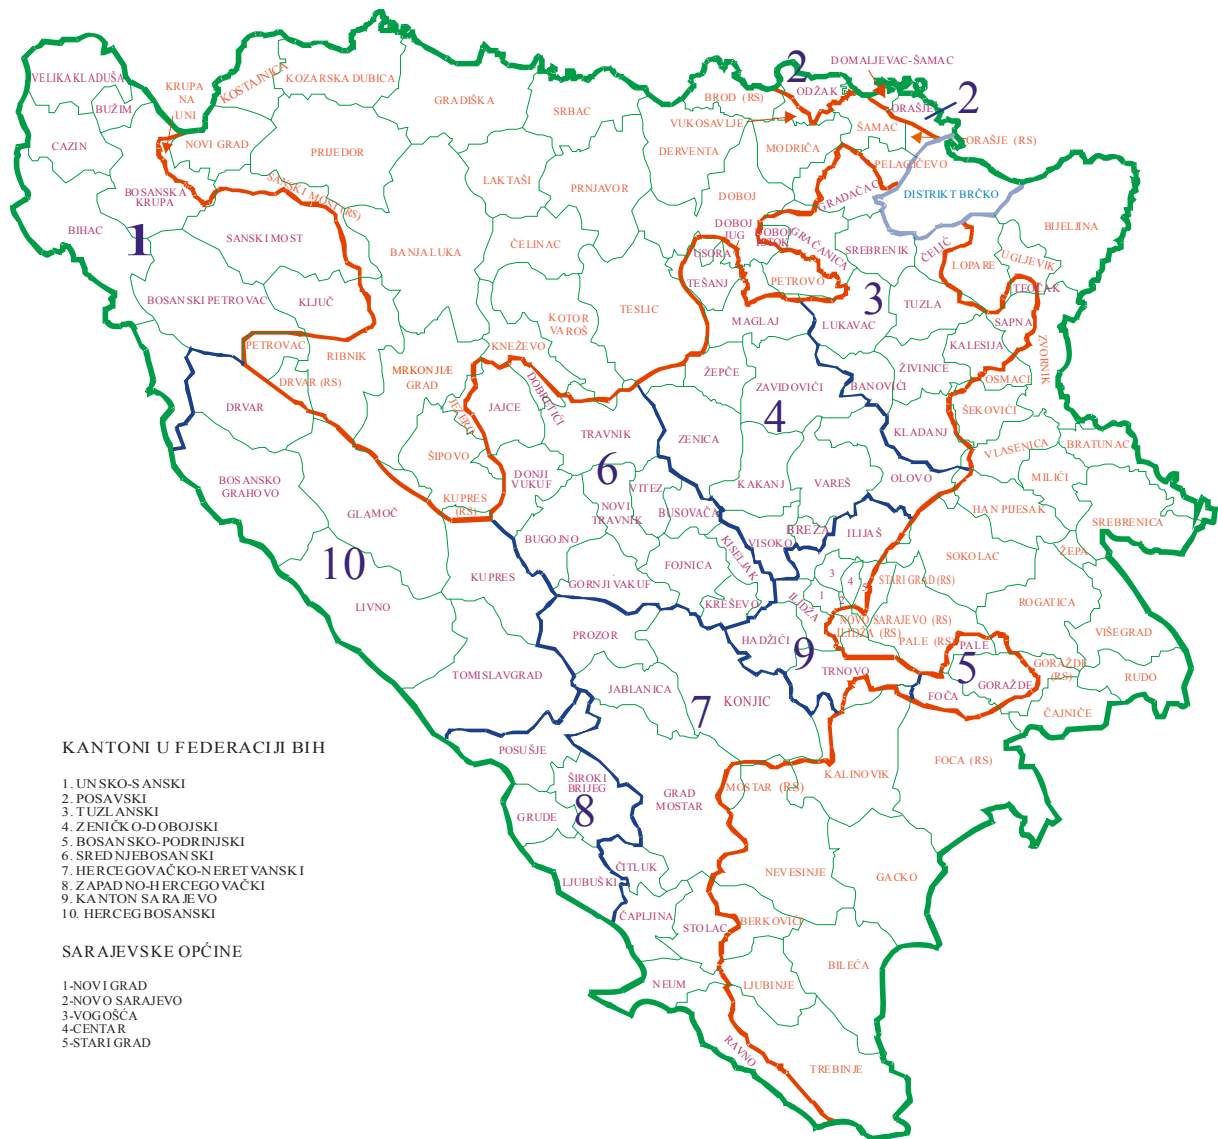 2
DOMALJEVAC-ŠAMAC
VELIKA KLADUŠA
KRUPA
NA
UNI
KOSTAJNICA
KOZARSKA DUBICA
GRADIŠKA
SRBAC
BROD (RS)
ODŽAK
ORAŠJE
2
BUŽIM
VUKOSAVLJE
ŠAMAC
ORAŠJE (RS)
CAZIN
NOVI GRAD
PRIJEDOR
DERVENTA
MODRIČA
PELAGIĆEVO
LAKTAŠI
PRNJAVOR
BOSANSKA
KRUPA
SANSKI MOST (RS)
DOBOJ
GRADAČAC
DISTRIKT BRČKO
BIHAC
1
SANSKI MOST
BANJA LUKA
ČELINAC
DOBOJ
JUG
DOBOJ
ISTOK
GRAČANICA
SREBRENIK
ČELIĆ
BIJELJINA
USORA
LOPARE
UGLJEVIK
TEŠANJ
PETROVO
3
TEOČAK
BOSANSKI PETROVAC
KLJUČ
KOTOR
VAROŠ
TESLIC
MAGLAJ
LUKAVAC
TUZLA
SAPNA
PETROVAC
RIBNIK
KNEŽEVO
KALESIJA
ZVORNIK
DRVAR (RS)
MRKONJIÆ
GRAD
ŽEPČE
ZAVIDOVIĆI
BANOVIĆI
ŽIVINICE
OSMACI
DRVAR
JEZERO
JAJCE
DOBRETIĆI
4
ŠEKOVIĆI
TRAVNIK
ZENICA
KLADANJ
VLASENICA
BRATUNAC
ŠIPOVO
6
BOSANSKO
GRAHOVO
DONJI
VUKUF
KAKANJ
VAREŠ
OLOVO
MILIĆI
GLAMOČ
KUPRES
(RS)
NOVI
TRAVNIK
VITEZ
BUSOVAČA
HAN PIJESAK
SREBRENICA
BUGOJNO
VISOKO
BREZA
ILIJAŠ
ŽEPA
10
KUPRES
GORNJI VAKUF
FOJNICA
KISELJAK
SOKOLAC
3
4
5
STARI GRAD (RS)
LIVNO
KREŠEVO
ILIDŽA
1
2
ROGATICA
PROZOR
HADŽIĆI
NOVO SARAJEVO (RS)
ILIDŽA (RS)
PALE (RS)
VIŠEGRAD
9
PALE
5
TOMISLAVGRAD
JABLANICA
TRNOVO
GORAŽDE
GORAŽDE
(RS)
RUDO
7
KONJIC
FOČA
ČAJNIČE
KANTONI U FEDERACIJI BIH
POSUŠJE
FOCA (RS)
1. UNSKO-SANSKI
2. POSAVSKI
3. TUZLANSKI
4. ZENIČKO-DOBOJSKI
5. BOSANSKO-PODRINJSKI
6. SREDNJEBOSANSKI
7. HERCEGOVAČKO-NERETVANSKI
8. ZAPADNO-HERCEGOVAČKI
9. KANTON SARAJEVO
10. HERCEGBOSANSKI
ŠIROKI
BRIJEG
8
GRUDE
GRAD
MOSTAR
MOSTAR (RS)
KALINOVIK
LJUBUŠKI
ČITLUK
NEVESINJE
GACKO
ČAPLJINA
STOLAC
BERKOVIĆI
NEUM
LJUBINJE
BILEĆA
RAVNO
TREBINJE
SARAJEVSKE OPĆINE
1-NOVI GRAD
2-NOVO SARAJEVO
3-VOGOŠĆA
4-CENTAR
5-STARI GRAD